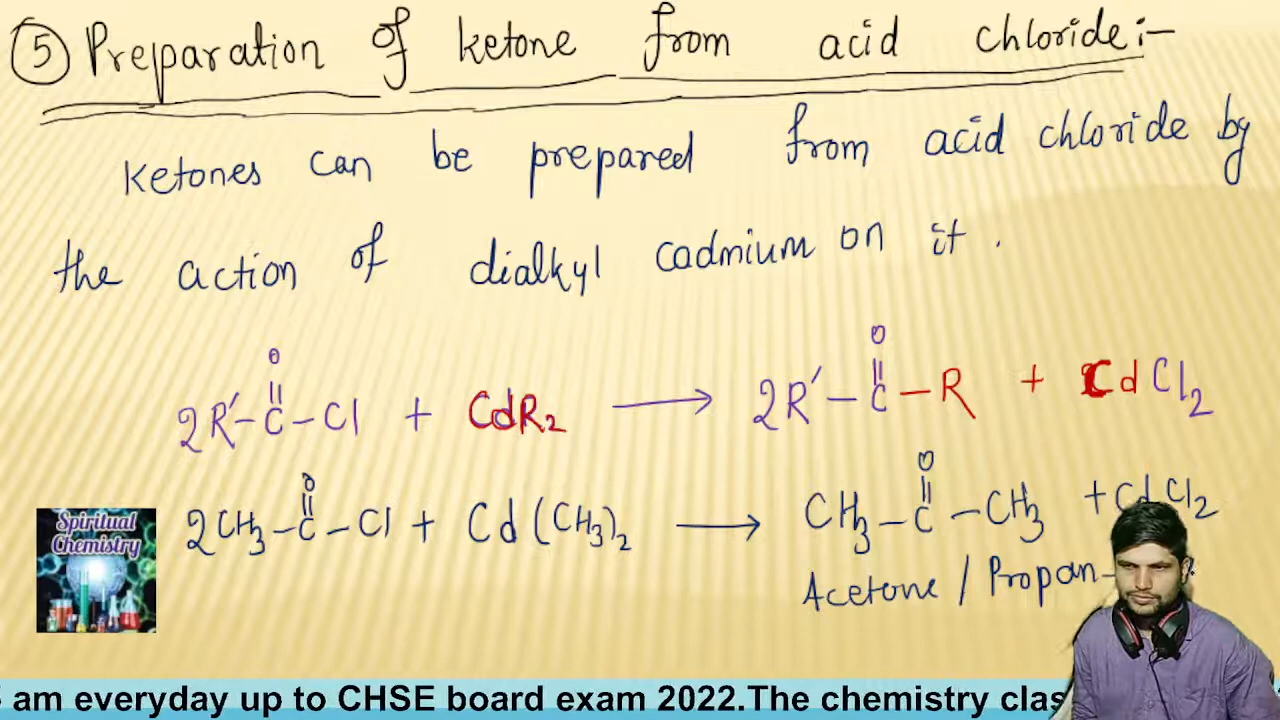 5 Preparation of ketone from acid chloride:-
ketones can be prepared from acid chloride by
the action of dialkyl cadmium on it.
O O
2R′-C-Cl + CdR2 → 2R′-C-R + CdCl2
O O
2CH3-C-Cl + Cd(CH3)2 → CH3-C-CH3 + CdCl2
Acetone / Propan-
Spiritual
Chemistry
am everyday up to CHSE board exam 2022.The chemistry clas